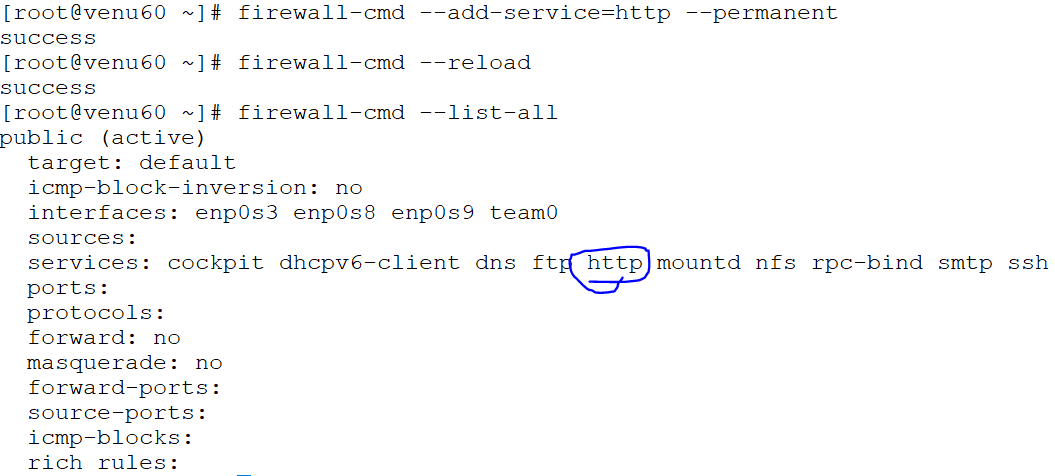 [root@venu60 ~]# firewall-cmd --add-service=http --permanent
success
[root@venu60 ~]# firewall-cmd --reload
success
[root@venu60 ~]# firewall-cmd --list-all
public (active)
  target: default
  icmp-block-inversion: no
  interfaces: enp0s3 enp0s8 enp0s9 team0
  sources:
  services: cockpit dhcpv6-client dns ftp http mountd nfs rpc-bind smtp ssh
  ports:
  protocols:
  forward: no
  masquerade: no
  forward-ports:
  source-ports:
  icmp-blocks:
  rich rules: